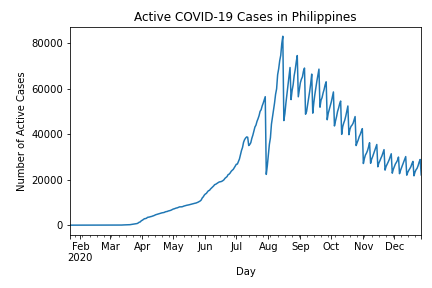 Active COVID-19 Cases in Philippines
Number of Active Cases
80000
60000
40000
20000
0
Feb Mar Apr May Jun Jul Aug Sep Oct Nov Dec
2020
Day